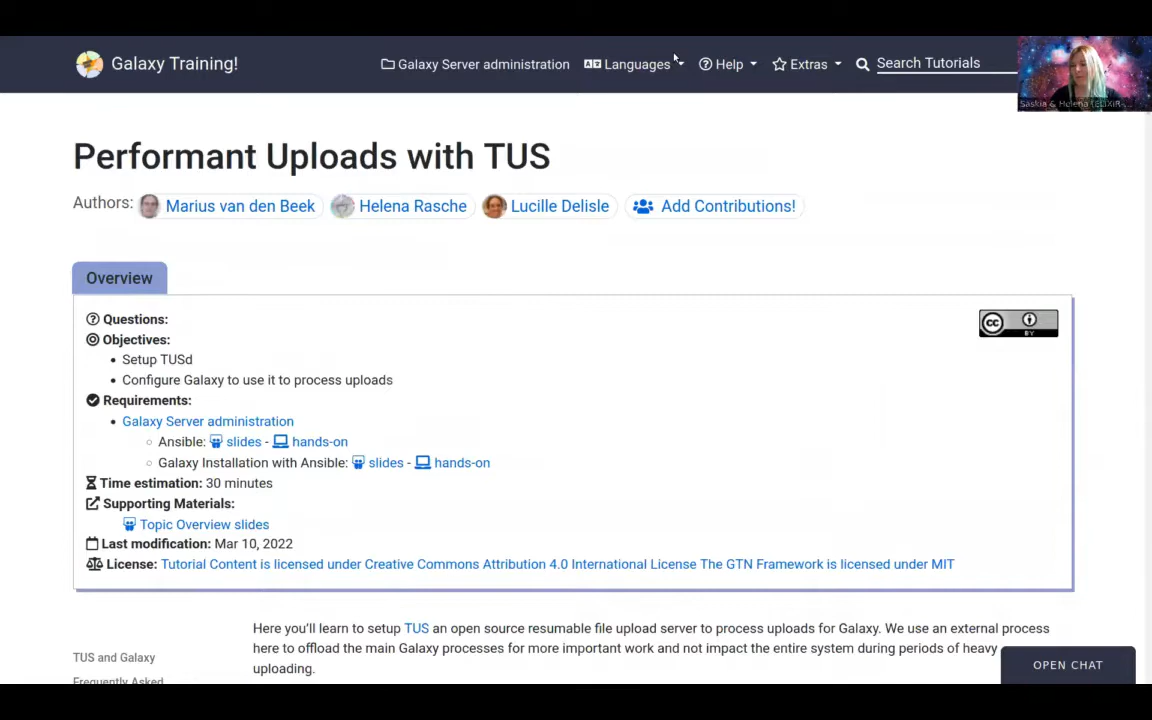 Galaxy Training!
Galaxy Server administration
Languages
Help
Extras
Search Tutorials
Saskia & Helena (ELIXIR-...
Performant Uploads with TUS
Authors: Marius van den Beek Helena Rasche Lucille Delisle Add Contributions!
Overview
Questions:
Objectives:
Setup TUSd
Configure Galaxy to use it to process uploads
Requirements:
Galaxy Server administration
Ansible: slides - hands-on
Galaxy Installation with Ansible: slides - hands-on
Time estimation: 30 minutes
Supporting Materials:
Topic Overview slides
Last modification: Mar 10, 2022
License: Tutorial Content is licensed under Creative Commons Attribution 4.0 International License The GTN Framework is licensed under MIT
CC BY
Here you’ll learn to setup TUS an open source resumable file upload server to process uploads for Galaxy. We use an external process
here to offload the main Galaxy processes for more important work and not impact the entire system during periods of heavy
uploading.
TUS and Galaxy
Frequently Asked
OPEN CHAT